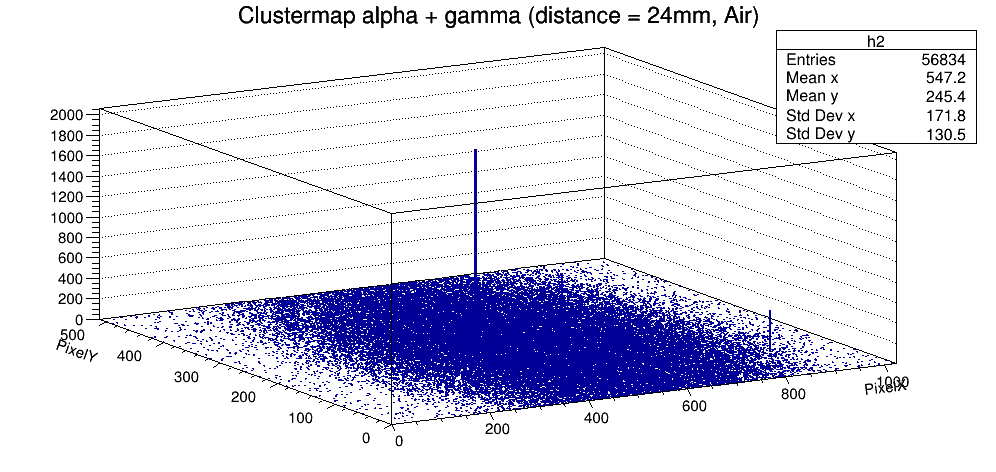 Clustermap alpha + gamma (distance = 24mm, Air)
h2
Entries 56834
Mean x 547.2
Mean y 245.4
Std Dev x 171.8
Std Dev y 130.5
2000
1800
1600
1400
1200
1000
800
600
400
200
0
500
400
300
200
100
0
PixelY
0
200
400
600
800
1000
PixelX